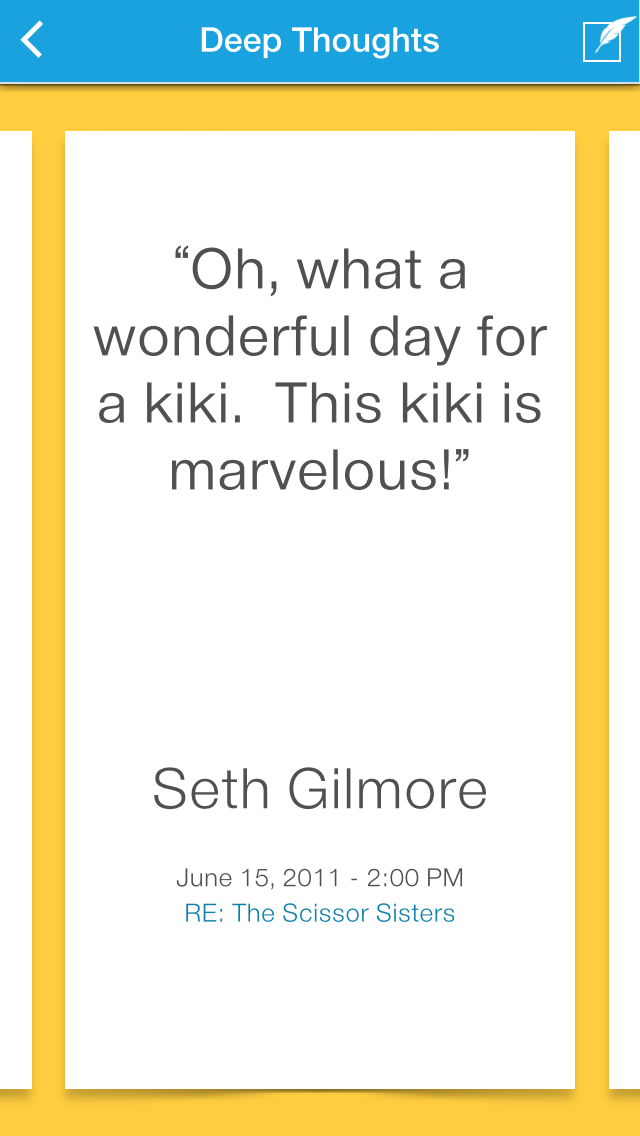 Deep Thoughts
“Oh, what a
wonderful day for
a kiki.  This kiki is
marvelous!”
Seth Gilmore
June 15, 2011 - 2:00 PM
RE: The Scissor Sisters